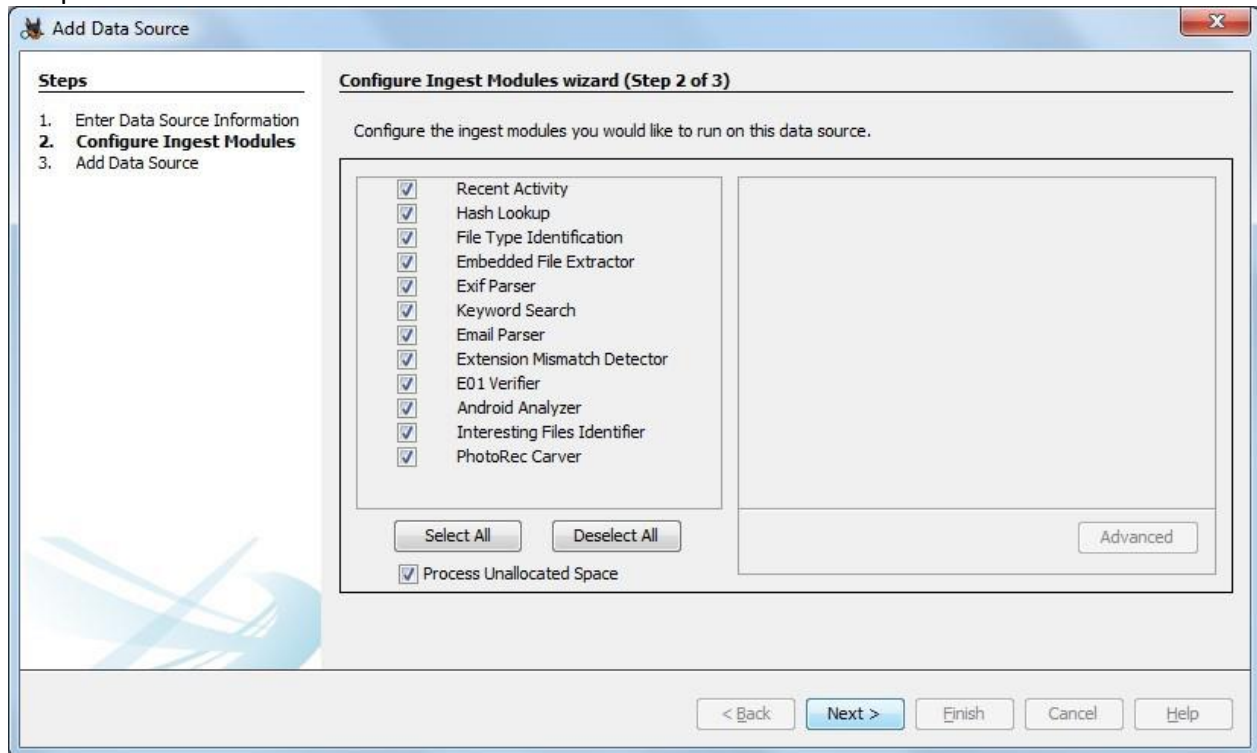 Add Data Source
Steps
1. Enter Data Source Information
2. Configure Ingest Modules
3. Add Data Source
Configure Ingest Modules wizard (Step 2 of 3)
Configure the ingest modules you would like to run on this data source.
Recent Activity
Hash Lookup
File Type Identification
Embedded File Extractor
Exif Parser
Keyword Search
Email Parser
Extension Mismatch Detector
E01 Verifier
Android Analyzer
Interesting Files Identifier
PhotoRec Carver
Select All Deselect All
Advanced
Process Unallocated Space
< Back Next > Finish Cancel Help